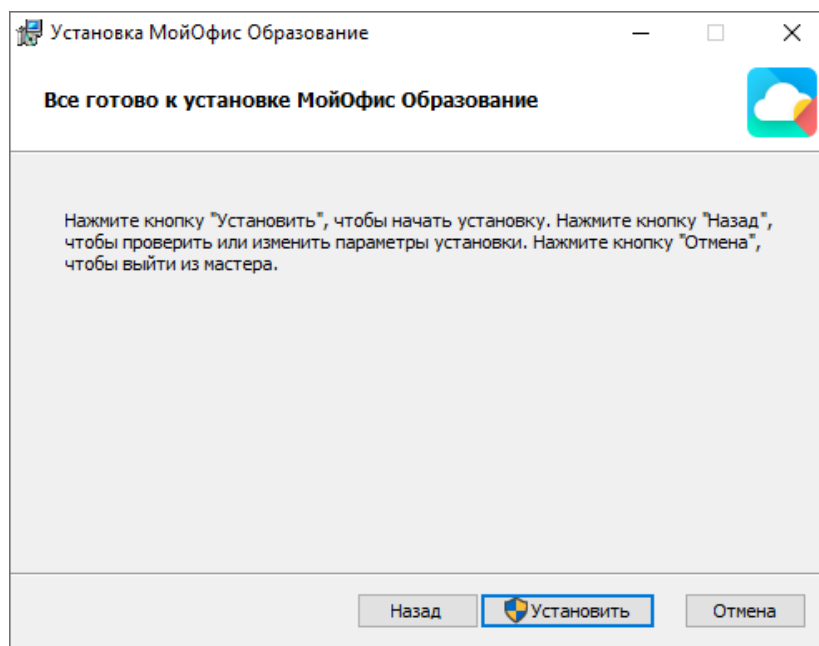 Установка МойОфис Образование
Все готово к установке МойОфис Образование
Нажмите кнопку "Установить", чтобы начать установку. Нажмите кнопку "Назад",
чтобы проверить или изменить параметры установки. Нажмите кнопку "Отмена",
чтобы выйти из мастера.
Назад
Установить
Отмена